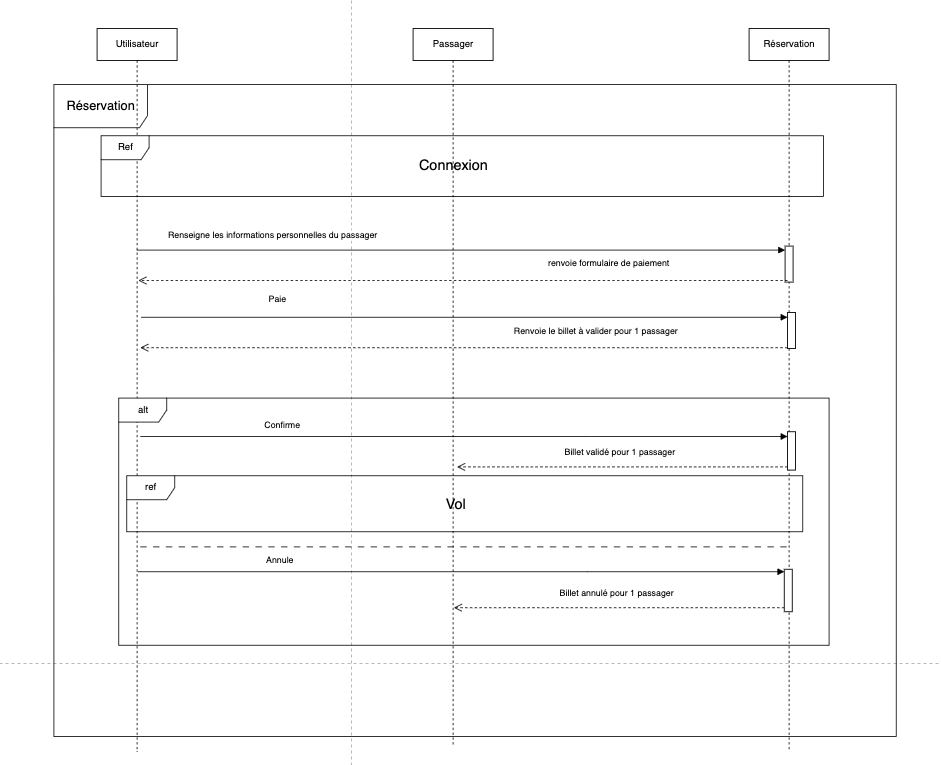 Utilisateur
Passager
Réservation
Réservation
Ref
Connexion
Renseigne les informations personnelles du passager
renvoie formulaire de paiement
Paie
Renvoie le billet à valider pour 1 passager
alt
Confirme
Billet validé pour 1 passager
ref
Vol
Annule
Billet annulé pour 1 passager